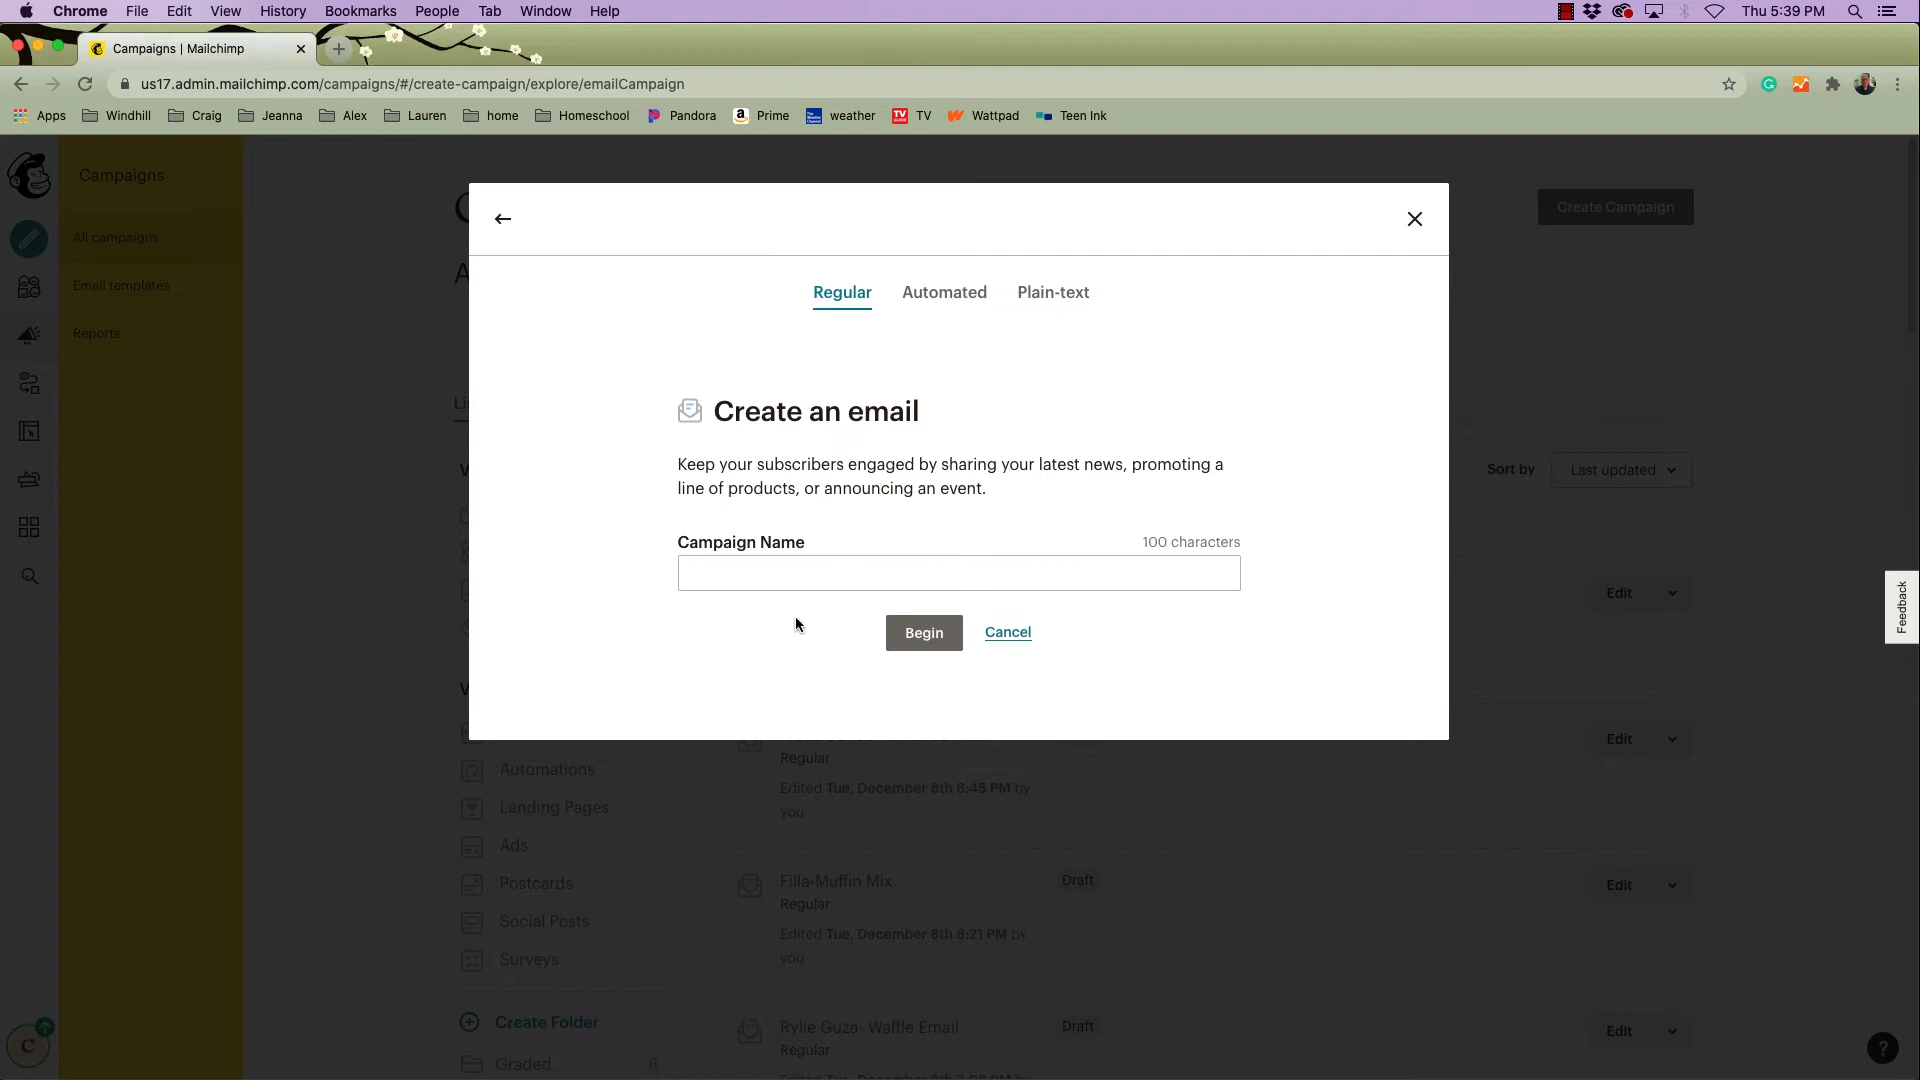 Chrome File Edit View History Bookmarks People Tab Window Help
Thu 5:39 PM
Campaigns | Mailchimp
us17.admin.mailchimp.com/campaigns/#/create-campaign/explore/emailCampaign
Apps Windhill Craig Jeanna Alex Lauren home Homeschool Pandora Prime weather TV Wattpad Teen Ink
Campaigns
All campaigns
Email templates
Reports
Create Campaign
Regular Automated Plain-text
Create an email
Keep your subscribers engaged by sharing your latest news, promoting a
line of products, or announcing an event.
Campaign Name 100 characters
Begin Cancel
Sort by Last updated
Edit
Feedback
Edit
Regular
Edited Tue, December 8th 8:45 PM by
you
Automations
Landing Pages
Ads
Postcards
Social Posts
Surveys
Create Folder
Graded 8
Filla-Muffin Mix Draft Edit
Regular
Edited Tue, December 8th 8:21 PM by
you
Rylie Guza- Waffle Email Draft Edit
Regular
C
?